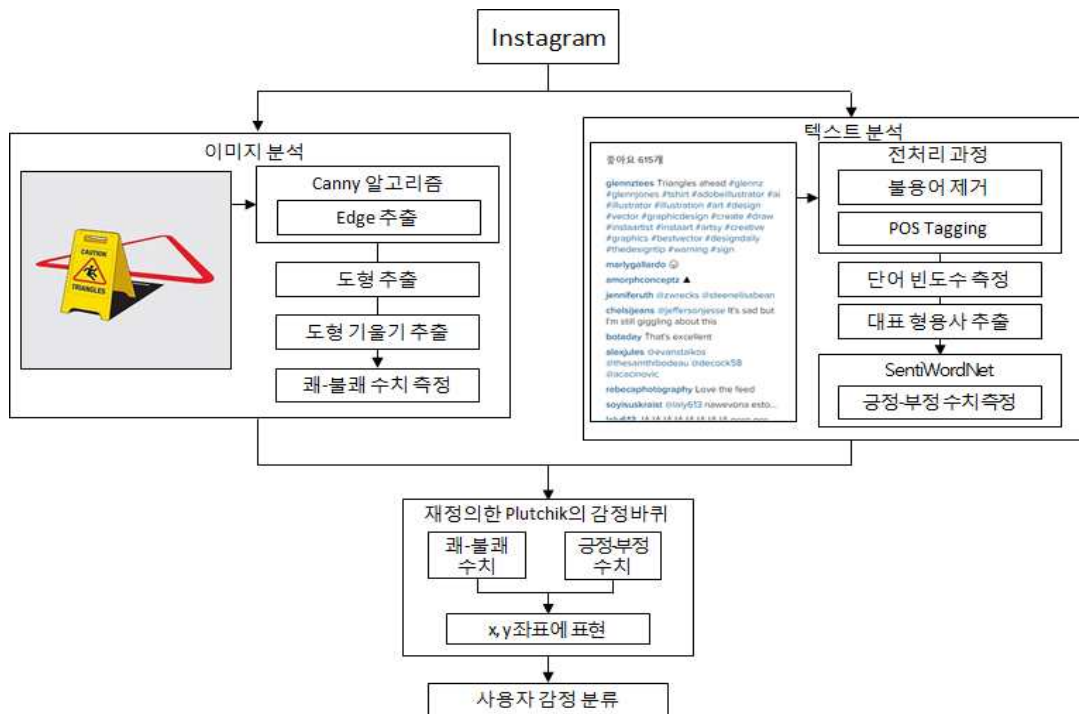 Instagram
이미지 분석
Canny 알고리즘
Edge 추출
도형 추출
도형 기울기 추출
쾌-불쾌 수치 측정
CAUTION
TRIANGLES
텍스트 분석
좋아요 615개
glennztees Triangles ahead #glennz
#glennjones #tshirt #adobeillustrator #ai
#illustrator #illustration #art #design
#vector #graphicdesign #create #draw
#instaartist #instaart #artsy #creative
#graphics #bestvector #designdaily
#thedesigntip #warning #sign
marlygallardo
amorphconceptz ▲
jenniferuth @zwrecks @steenelisabean
chelsijeans @jeffersonjesse It's sad but
I'm still giggling about this
botaday That's excellent
alexjules @evanstaikos
@thesamthibodeau @decock58
@acacinovic
rebecaphotography Love the feed
soyisuskraist @laly613 nawevona esto...
전처리 과정
불용어 제거
POS Tagging
단어 빈도수 측정
대표 형용사 추출
SentiWordNet
긍정-부정 수치 측정
재정의한 Plutchik의 감정바퀴
쾌-불쾌
수치
긍정-부정
수치
x, y 좌표에 표현
사용자 감정 분류